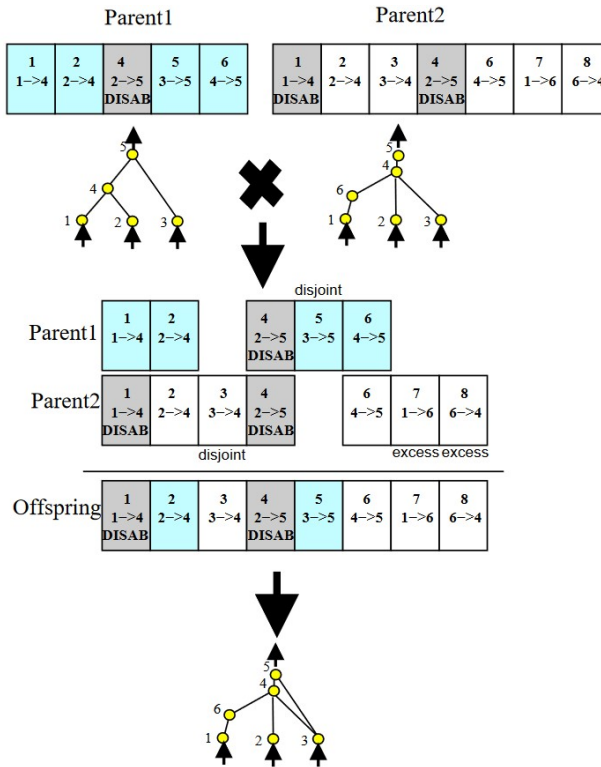 Parent1 Parent2
1 2 4 5 6 1 2 3 4 6 7 8
1->4 2->4 2->5 3->5 4->5 1->4 2->4 3->4 2->5 4->5 1->6 6->4
DISAB DISAB DISAB
5 5
4 4
6
1 2 3 1 2 3
disjoint
Parent1
1 2 4 5 6
1->4 2->4 2->5 3->5 4->5
DISAB
Parent2
1 2 3 4 6 7 8
1->4 2->4 3->4 2->5 4->5 1->6 6->4
DISAB DISAB
disjoint excess excess
Offspring
1 2 3 4 5 6 7 8
1->4 2->4 3->4 2->5 3->5 4->5 1->6 6->4
DISAB DISAB
5
4
6
1 2 3